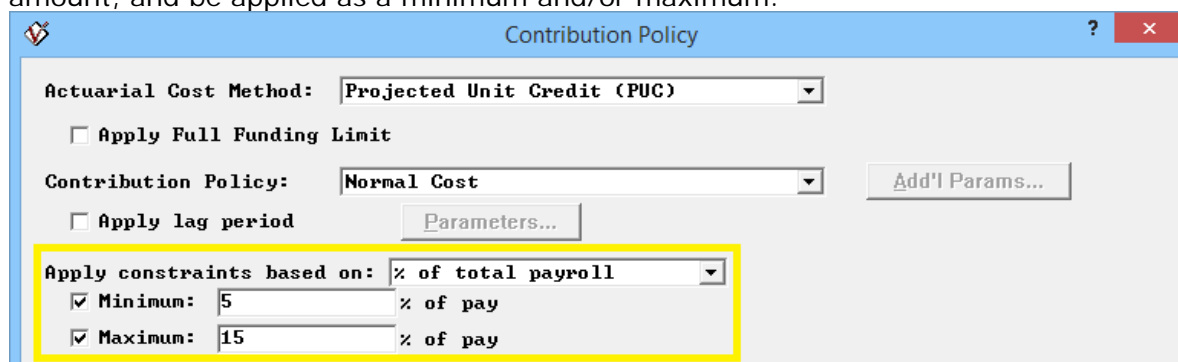 amount, and be applied as a minimum and/or maximum.
Contribution Policy ? ×
Actuarial Cost Method: Projected Unit Credit (PUC)
Apply Full Funding Limit
Contribution Policy: Normal Cost Add'l Params...
Apply lag period Parameters...
Apply constraints based on: % of total payroll
Minimum: 5 % of pay
Maximum: 15 % of pay